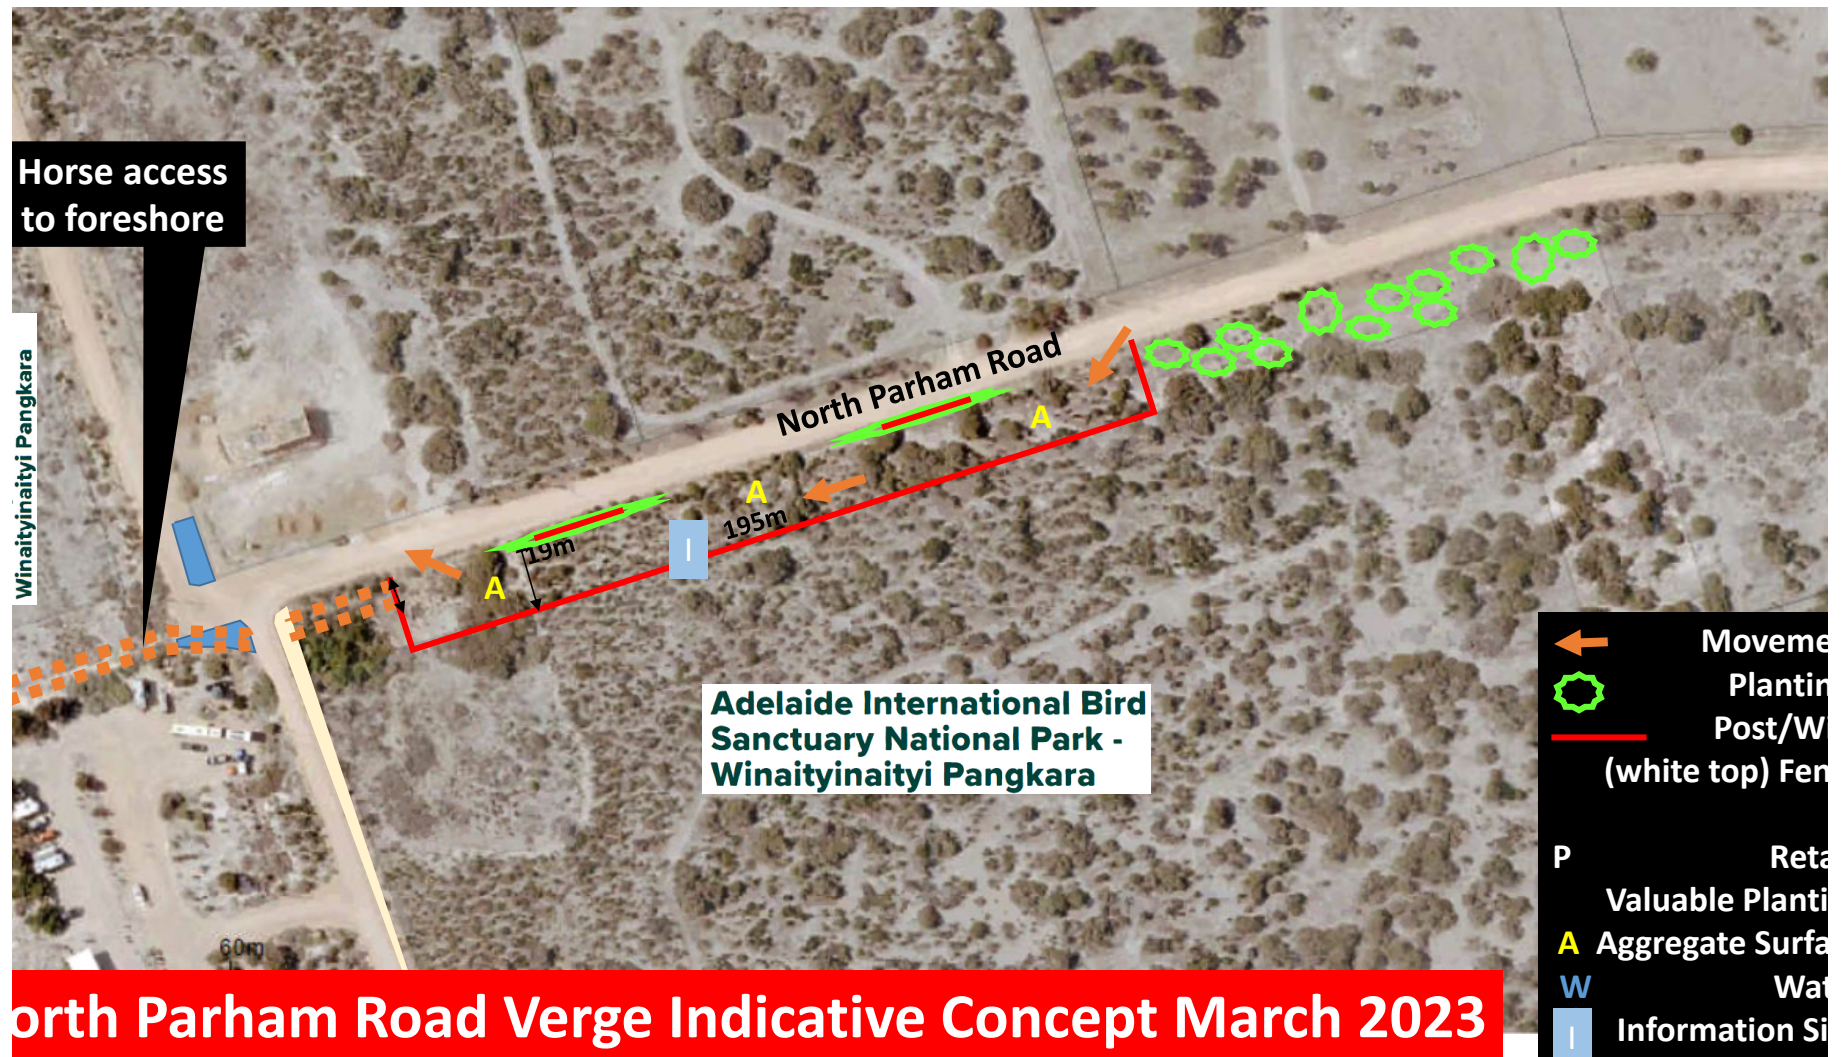 Horse access
to foreshore
Winaityinaityi Pangkara
North Parham Road
A
A
195m
I
19m
A
Adelaide International Bird
Sanctuary National Park -
Winaityinaityi Pangkara
60m
orth Parham Road Verge Indicative Concept March 2023
Moveme
Plantin
Post/Wi
(white top) Fen
P Reta
Valuable Planti
A Aggregate Surfa
W Wat
I Information Si